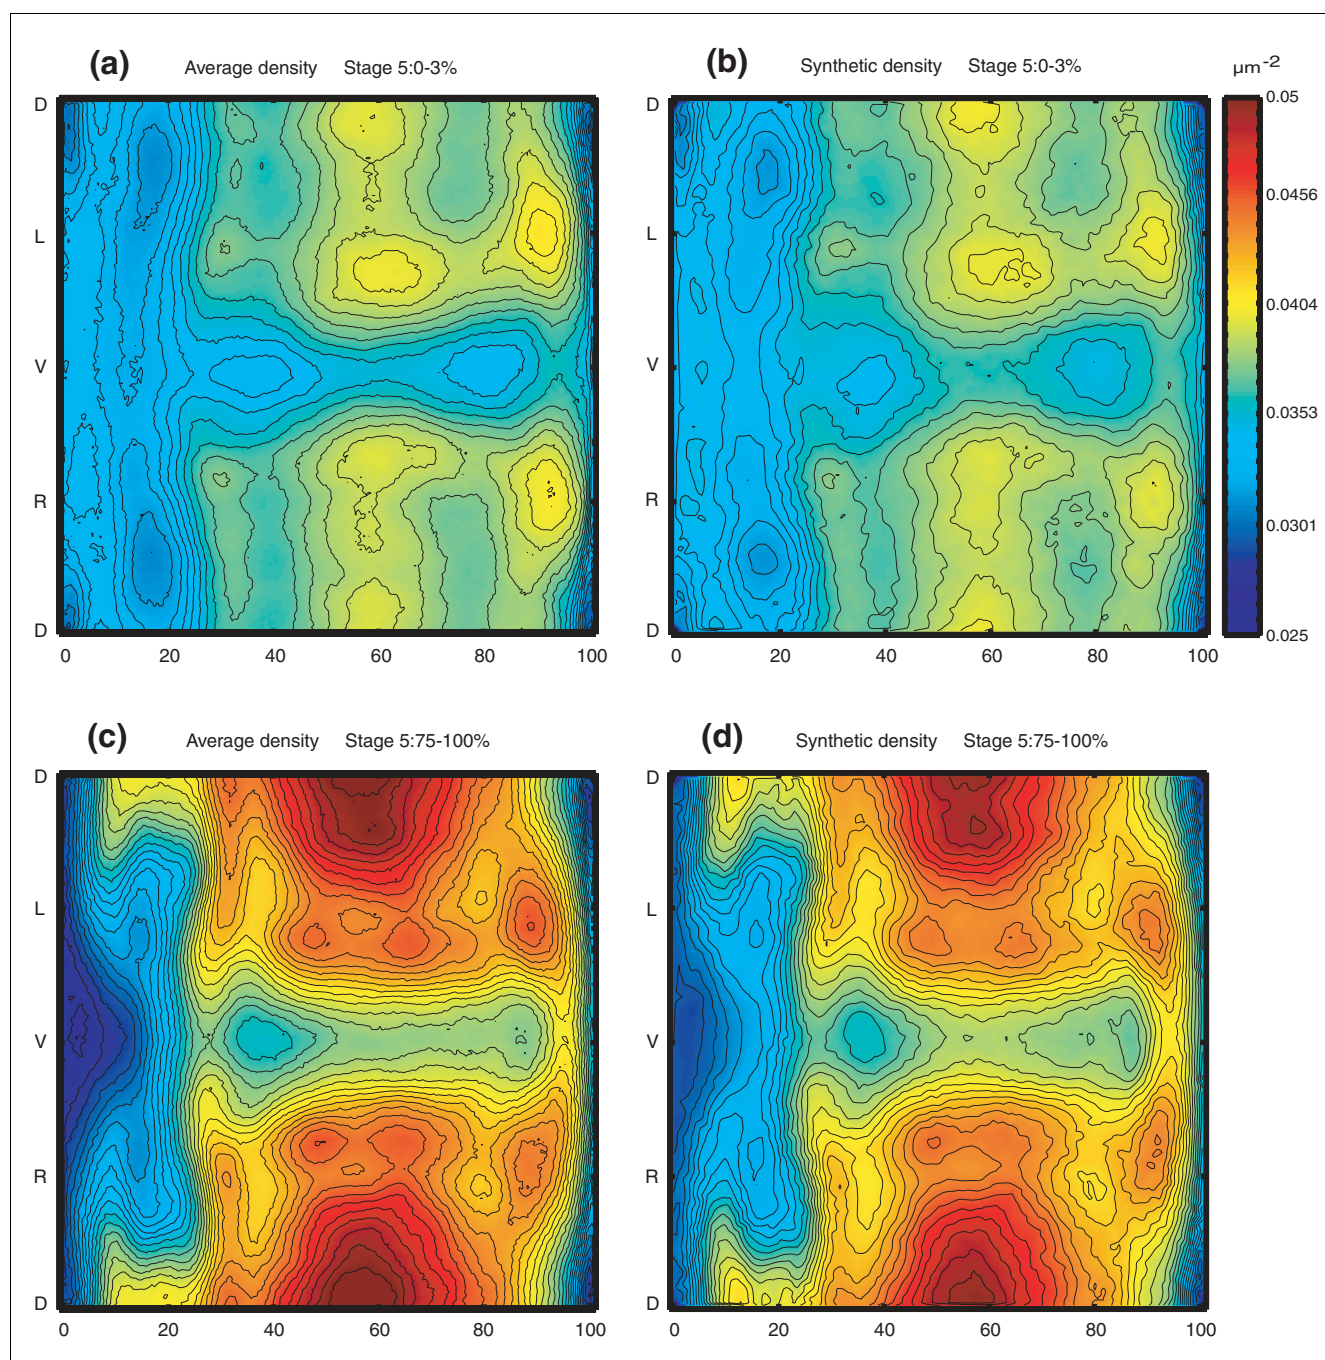 (a) Average density Stage 5:0-3%
(b) Synthetic density Stage 5:0-3%
µm-2
D
L
V
R
D
0 20 40 60 80 100
D
L
V
R
D
0 20 40 60 80 100
0.05
0.0456
0.0404
0.0353
0.0301
0.025
(c) Average density Stage 5:75-100%
(d) Synthetic density Stage 5:75-100%
D
L
V
R
D
0 20 40 60 80 100
D
L
V
R
D
0 20 40 60 80 100